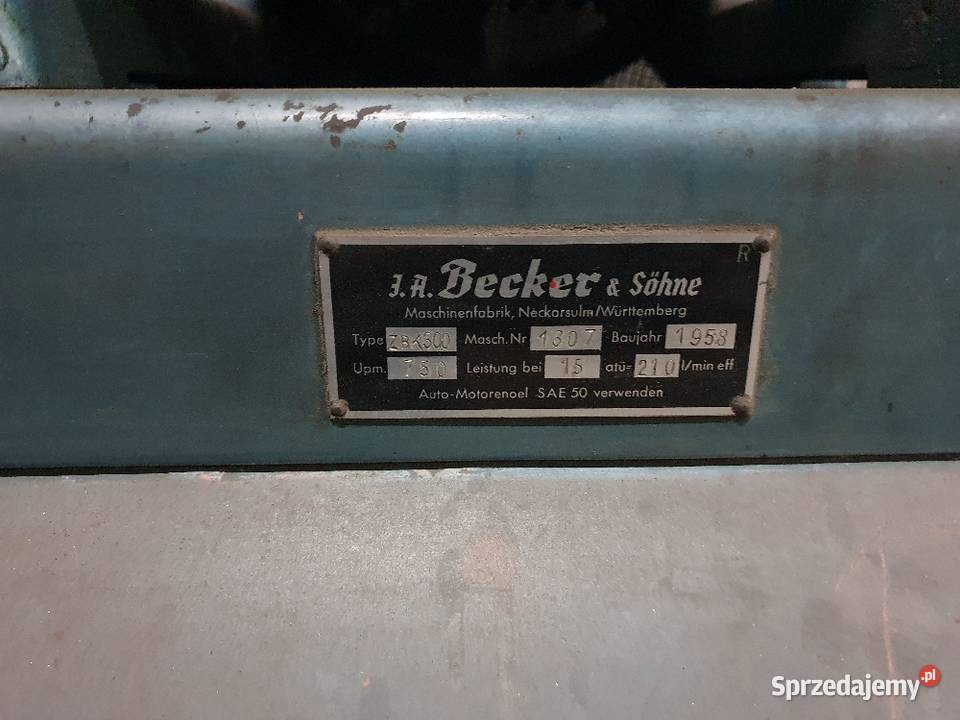 R
J.A. Becker & Söhne
Maschinenfabrik, Neckarsulm/Württemberg
Type ZBK300 Masch. Nr 1307 Baujahr 1958
Upm. 750 Leistung bei 15 atü= 210 l/min eff
Auto-Motorenoel SAE 50 verwenden
Sprzedajemy.pl